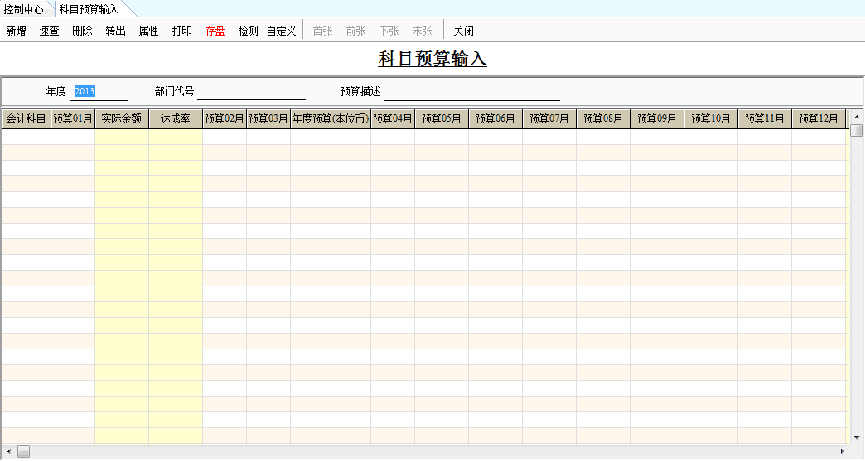 控制中心 科目预算输入
新增 速查 删除 转出 属性 打印 存盘 检测 自定义 首张 前张 下张 末张 关闭
科目预算输入
年度 2013 部门代号 预算描述
会计科目 预算01月 实际余额 达成率 预算02月 预算03月 年度预算(本位币) 预算04月 预算05月 预算06月 预算07月 预算08月 预算09月 预算10月 预算11月 预算12月